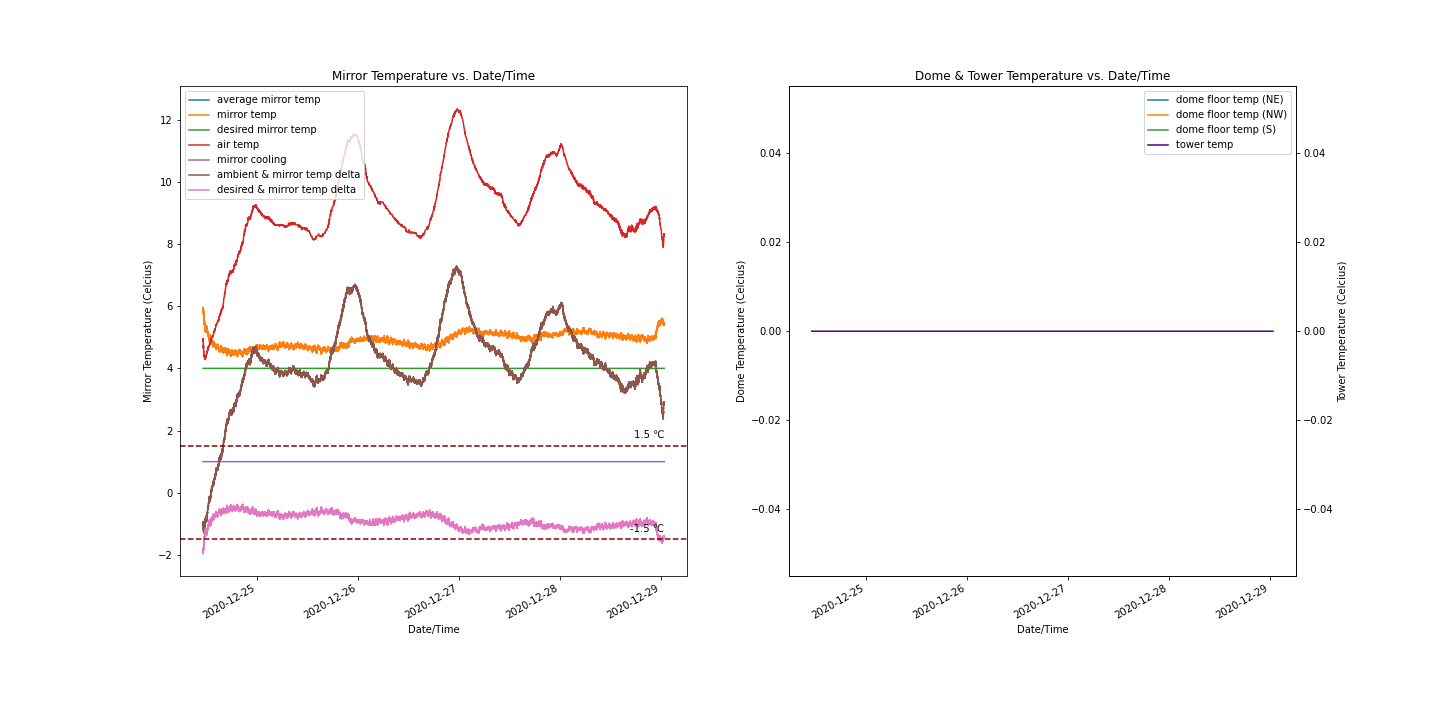 Mirror Temperature vs. Date/Time
average mirror temp
mirror temp
desired mirror temp
air temp
mirror cooling
ambient & mirror temp delta
desired & mirror temp delta
12
10
8
6
4
2
0
−2
Mirror Temperature (Celcius)
1.5 °C
-1.5 °C
2020-12-25
2020-12-26
2020-12-27
2020-12-28
2020-12-29
Date/Time
Dome & Tower Temperature vs. Date/Time
dome floor temp (NE)
dome floor temp (NW)
dome floor temp (S)
tower temp
0.04
0.02
0.00
−0.02
−0.04
Dome Temperature (Celcius)
0.04
0.02
0.00
−0.02
−0.04
Tower Temperature (Celcius)
2020-12-25
2020-12-26
2020-12-27
2020-12-28
2020-12-29
Date/Time